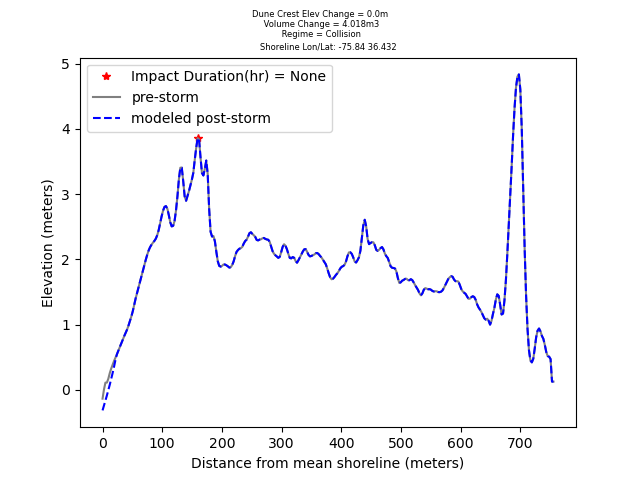 Dune Crest Elev Change = 0.0m
Volume Change = 4.018m3
Regime = Collision
Shoreline Lon/Lat: -75.84 36.432
Impact Duration(hr) = None
pre-storm
modeled post-storm
Elevation (meters)
5
4
3
2
1
0
0 100 200 300 400 500 600 700
Distance from mean shoreline (meters)